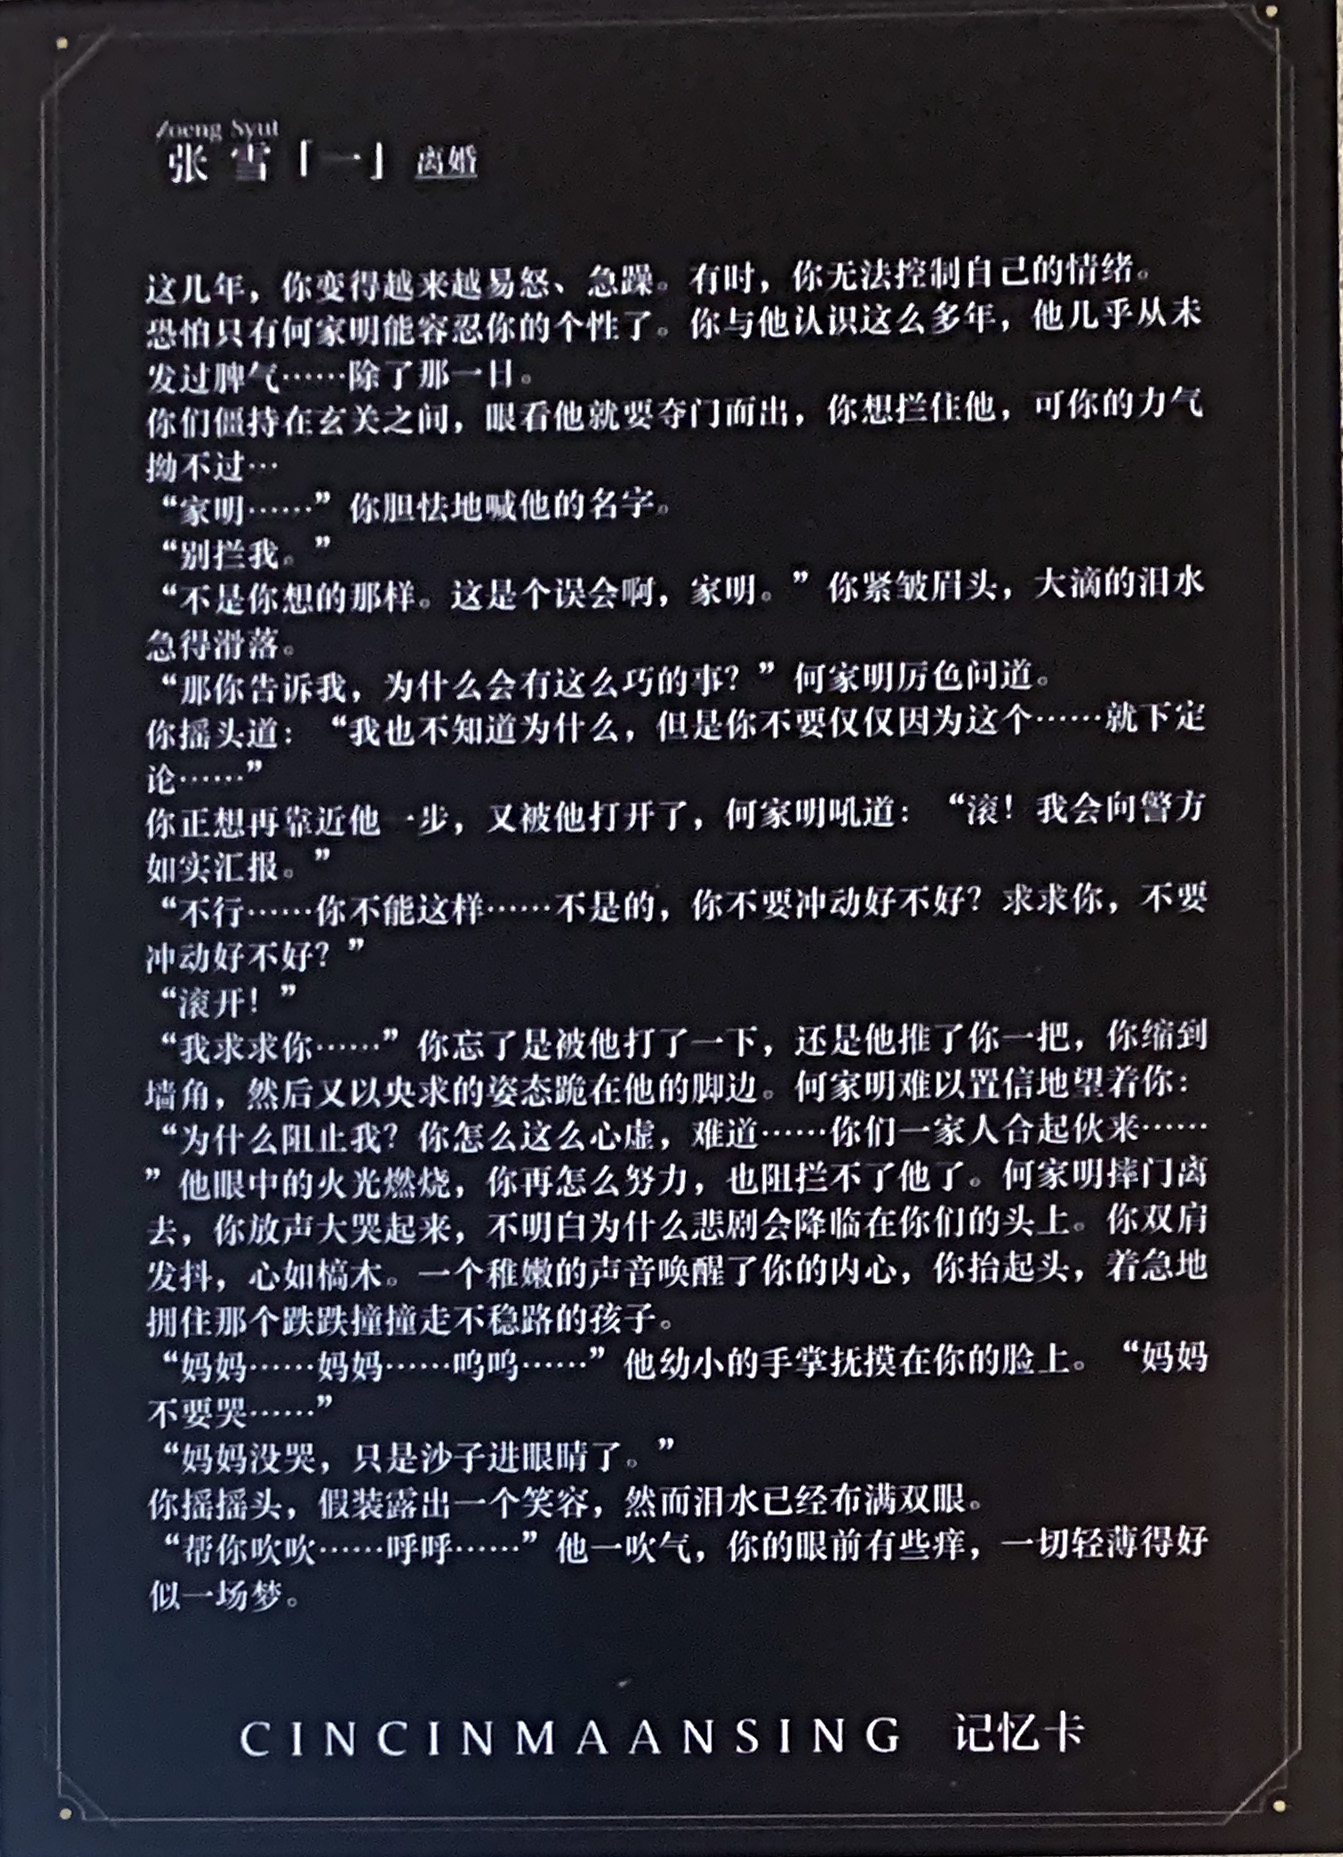 Zoeng Syut
张 雪「一」 离婚
这几年，你变得越来越易怒、急躁。有时，你无法控制自己的情绪。
恐怕只有何家明能容忍你的个性了。你与他认识这么多年，他几乎从未
发过脾气……除了那一日。
你们僵持在玄关之间，眼看他就要夺门而出，你想拦住他，可你的力气
拗不过…
“家明……”你胆怯地喊他的名字。
“别拦我。”
“不是你想的那样。这是个误会啊，家明。”你紧皱眉头，大滴的泪水
急得滑落。
“那你告诉我，为什么会有这么巧的事？”何家明厉色问道。
你摇头道：“我也不知道为什么，但是你不要仅仅因为这个……就下定
论……”
你正想再靠近他一步，又被他打开了，何家明吼道：“滚！我会向警方
如实汇报。”
“不行……你不能这样……不是的，你不要冲动好不好？求求你，不要
冲动好不好？”
“滚开！”
“我求求你……”你忘了是被他打了一下，还是他推了你一把，你缩到
墙角，然后又以央求的姿态跪在他的脚边。何家明难以置信地望着你：
“为什么阻止我？你怎么这么心虚，难道……你们一家人合起伙来……
”他眼中的火光燃烧，你再怎么努力，也阻拦不了他了。何家明摔门离
去，你放声大哭起来，不明白为什么悲剧会降临在你们的头上。你双肩
发抖，心如槁木。一个稚嫩的声音唤醒了你的内心，你抬起头，着急地
拥住那个跌跌撞撞走不稳路的孩子。
“妈妈……妈妈……呜呜……”他幼小的手掌抚摸在你的脸上。“妈妈
不要哭……”
“妈妈没哭，只是沙子进眼睛了。”
你摇摇头，假装露出一个笑容，然而泪水已经布满双眼。
“帮你吹吹……呼呼……”他一吹气，你的眼前有些痒，一切轻薄得好
似一场梦。
CINCINMAANSING 记忆卡